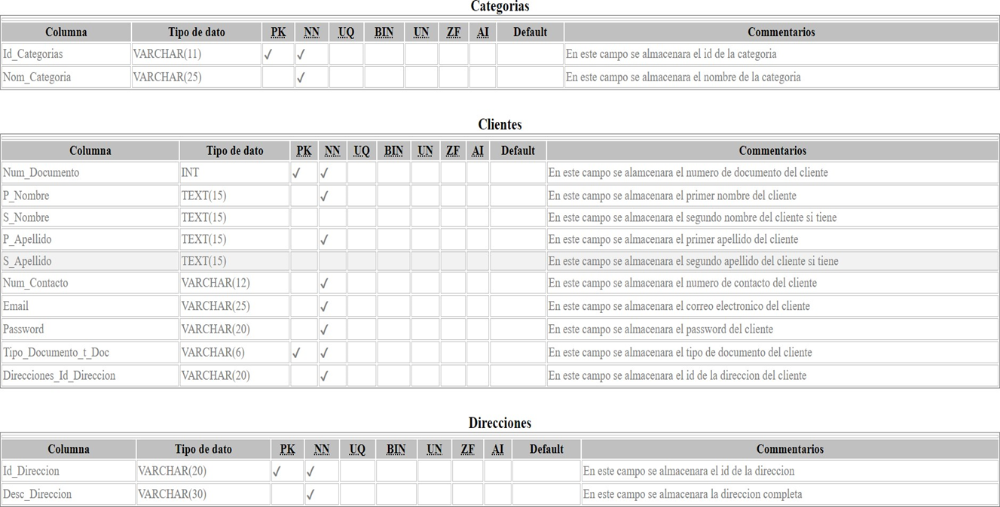 Categorias
Columna Tipo de dato PK NN UQ BIN UN ZF AI Default Commentarios
Id_Categorias VARCHAR(11) ✓ ✓ En este campo se almacenara el id de la categoria
Nom_Categoria VARCHAR(25) ✓ En este campo se almacenara el nombre de la categoria
Clientes
Columna Tipo de dato PK NN UQ BIN UN ZF AI Default Commentarios
Num_Documento INT ✓ ✓ En este campo se alamcenara el numero de documento del cliente
P_Nombre TEXT(15) ✓ En este campo se almacenara el primer nombre del cliente
S_Nombre TEXT(15) En este campo se almacenara el segundo nombre del cliente si tiene
P_Apellido TEXT(15) ✓ En este campo se almacenara el primer apellido del cliente
S_Apellido TEXT(15) En este campo se almacenara el segundo apellido del cliente si tiene
Num_Contacto VARCHAR(12) ✓ En este campo se almacenara el numero de contacto del cliente
Email VARCHAR(25) ✓ En este campo se almacenara el correo electronico del cliente
Password VARCHAR(20) ✓ En este campo se almacenara el password del cliente
Tipo_Documento_t_Doc VARCHAR(6) ✓ ✓ En este campo se almacenara el tipo de documento del cliente
Direcciones_Id_Direccion VARCHAR(20) ✓ En este campo se almacenara el id de la direccion del cliente
Direcciones
Columna Tipo de dato PK NN UQ BIN UN ZF AI Default Commentarios
Id_Direccion VARCHAR(20) ✓ ✓ En este campo se almacenara el id de la direccion
Desc_Direccion VARCHAR(30) ✓ En este campo se almacenara la direccion completa